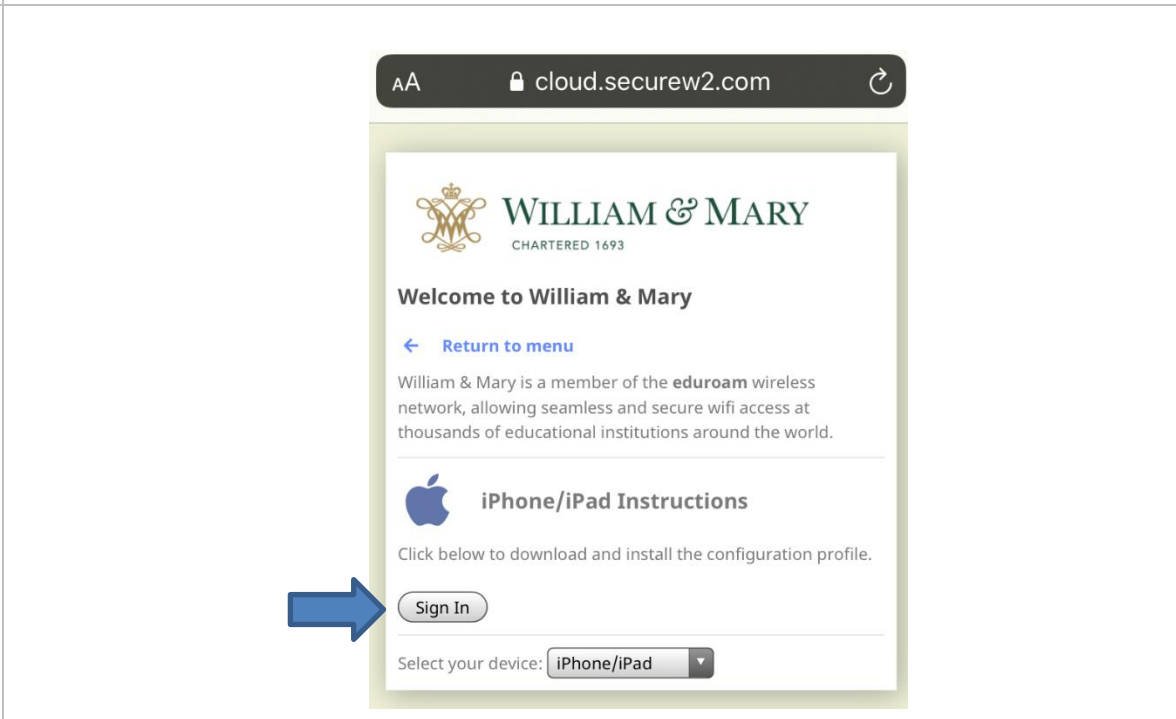 AA cloud.securew2.com
WILLIAM & MARY
CHARTERED 1693
Welcome to William & Mary
← Return to menu
William & Mary is a member of the eduroam wireless
network, allowing seamless and secure wifi access at
thousands of educational institutions around the world.
iPhone/iPad Instructions
Click below to download and install the configuration profile.
Sign In
Select your device: iPhone/iPad